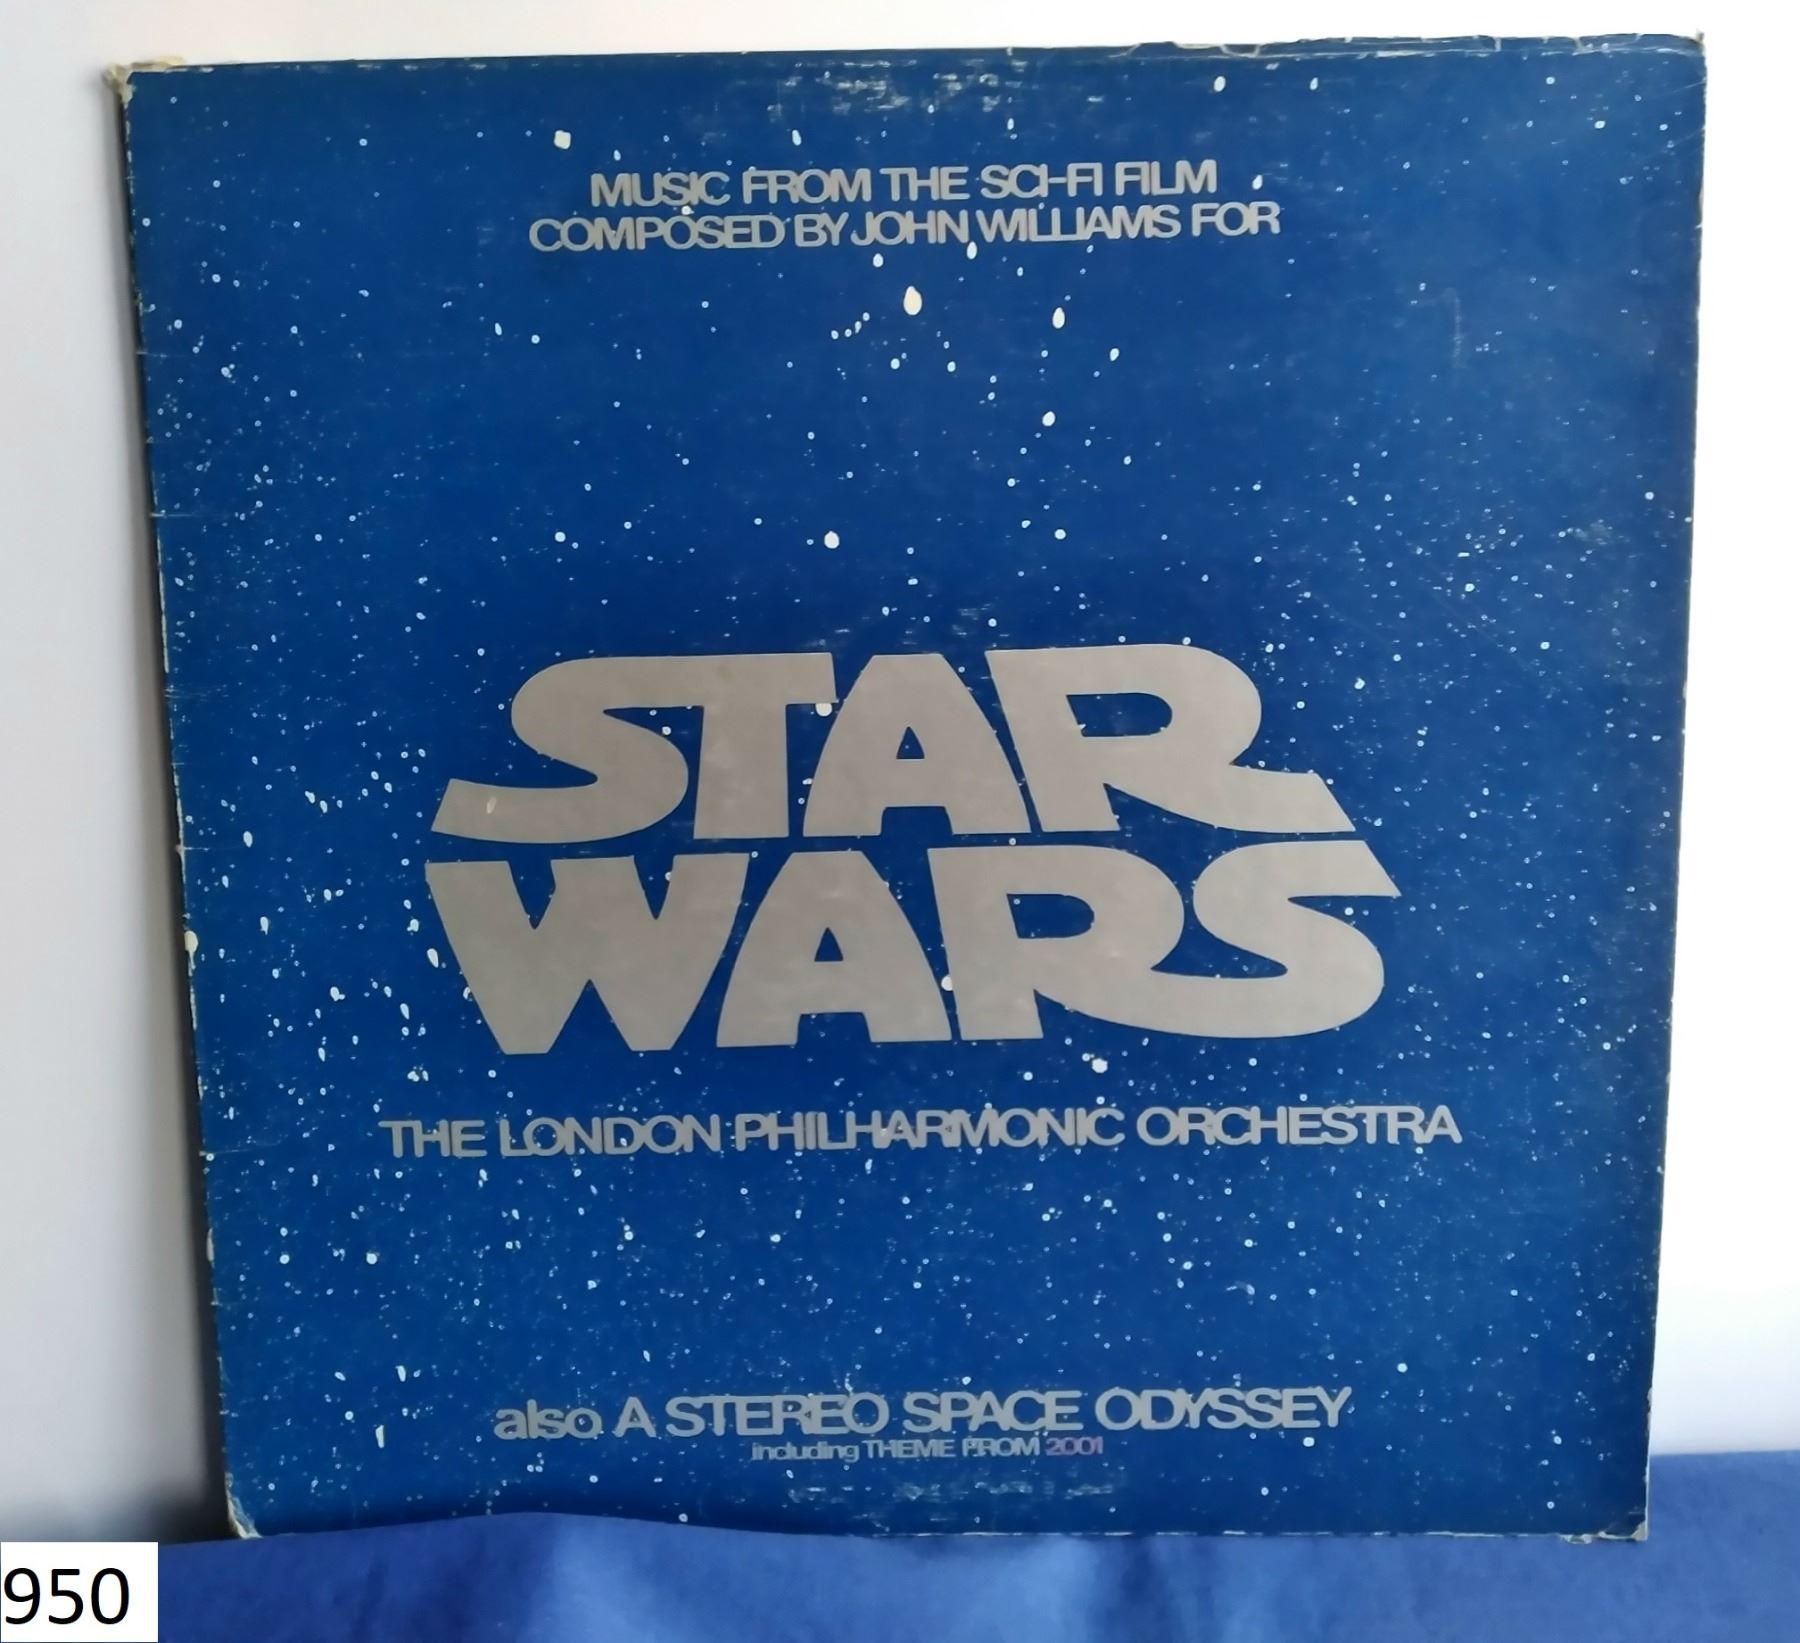 MUSIC FROM THE SCI-FI FILM
COMPOSED BY JOHN WILLIAMS FOR
STAR
WARS
THE LONDON PHILHARMONIC ORCHESTRA
also A STEREO SPACE ODYSSEY
including THEME FROM 2001
950